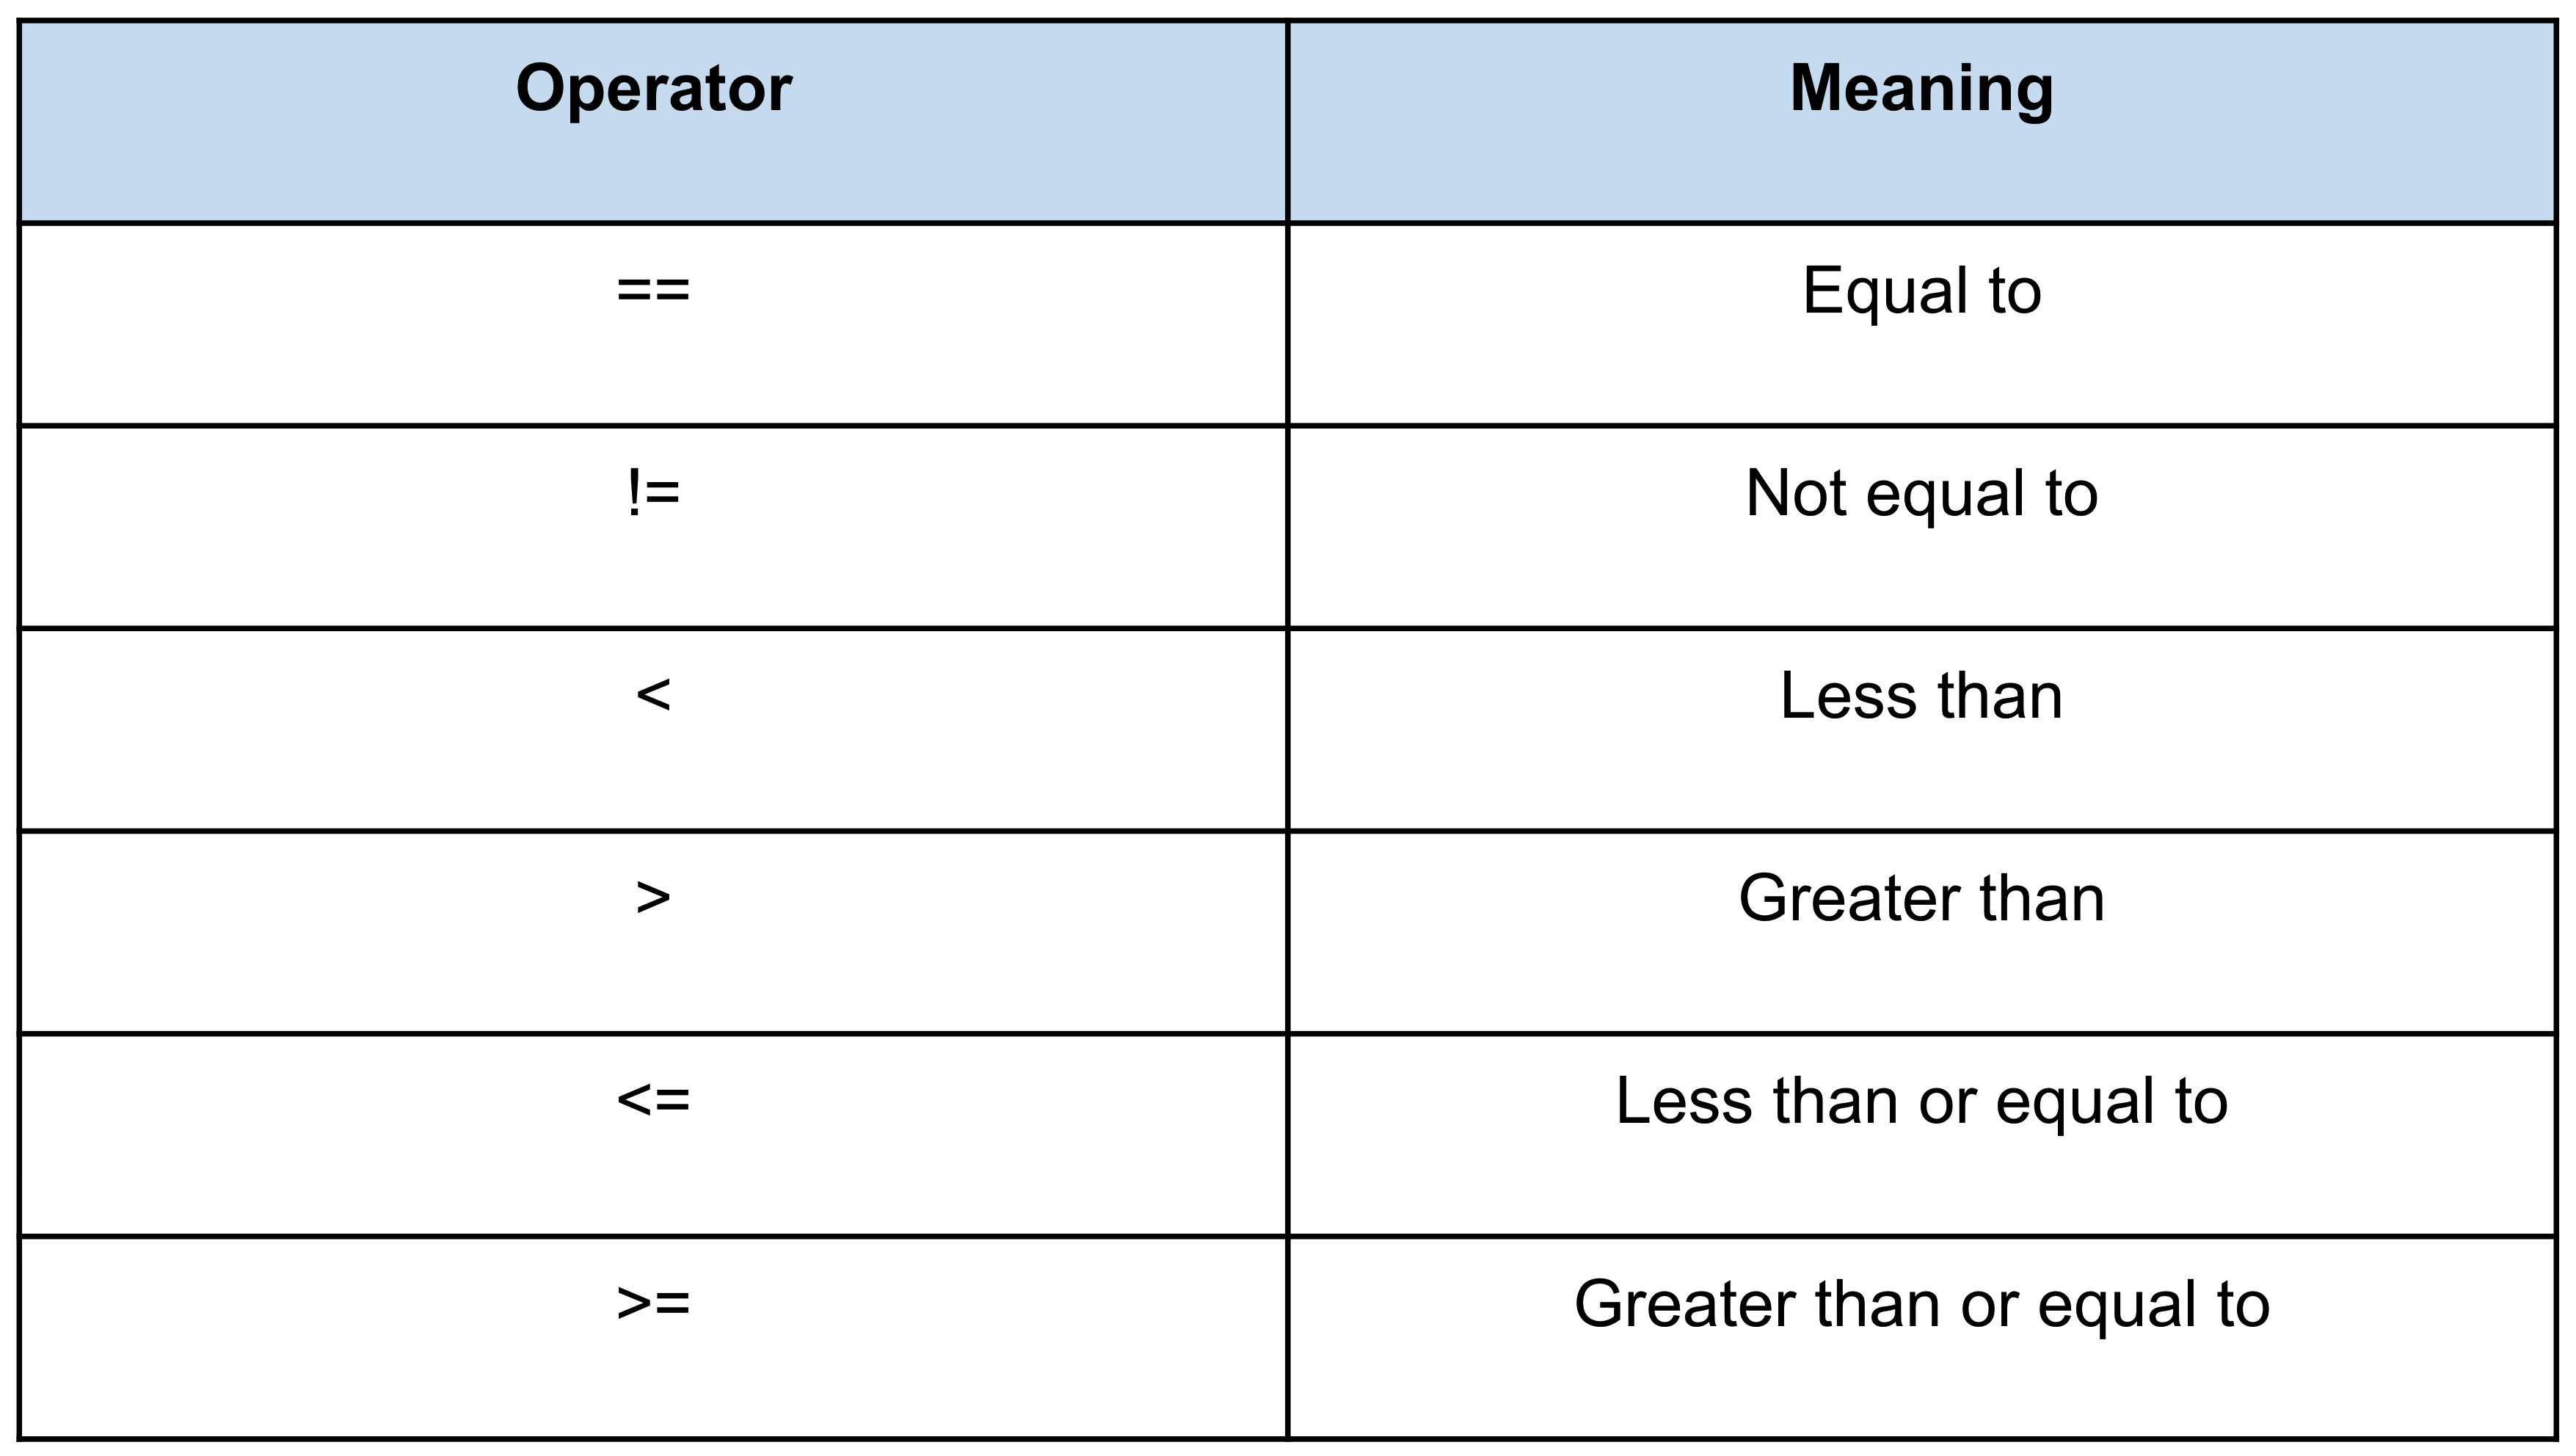 Operator Meaning
== Equal to
!= Not equal to
< Less than
> Greater than
<= Less than or equal to
>= Greater than or equal to